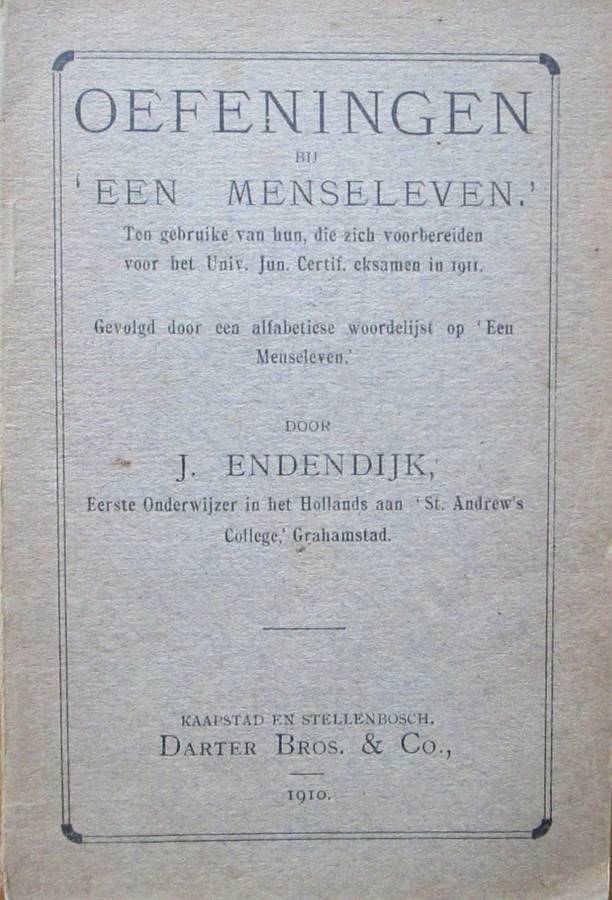 OEFENINGEN
BIJ
'EEN MENSELEVEN.'
Ten gebruike van hun, die zich voorbereiden
voor het Univ. Jun. Certif. eksamen in 1911.
Gevolgd door een alfabetiese woordelijst op 'Een
Menseleven.'
DOOR
J. ENDENDIJK,
Eerste Onderwijzer in het Hollands aan 'St. Andrew's
College,' Grahamstad.
KAAPSTAD EN STELLENBOSCH.
DARTER BROS. & CO.,
1910.